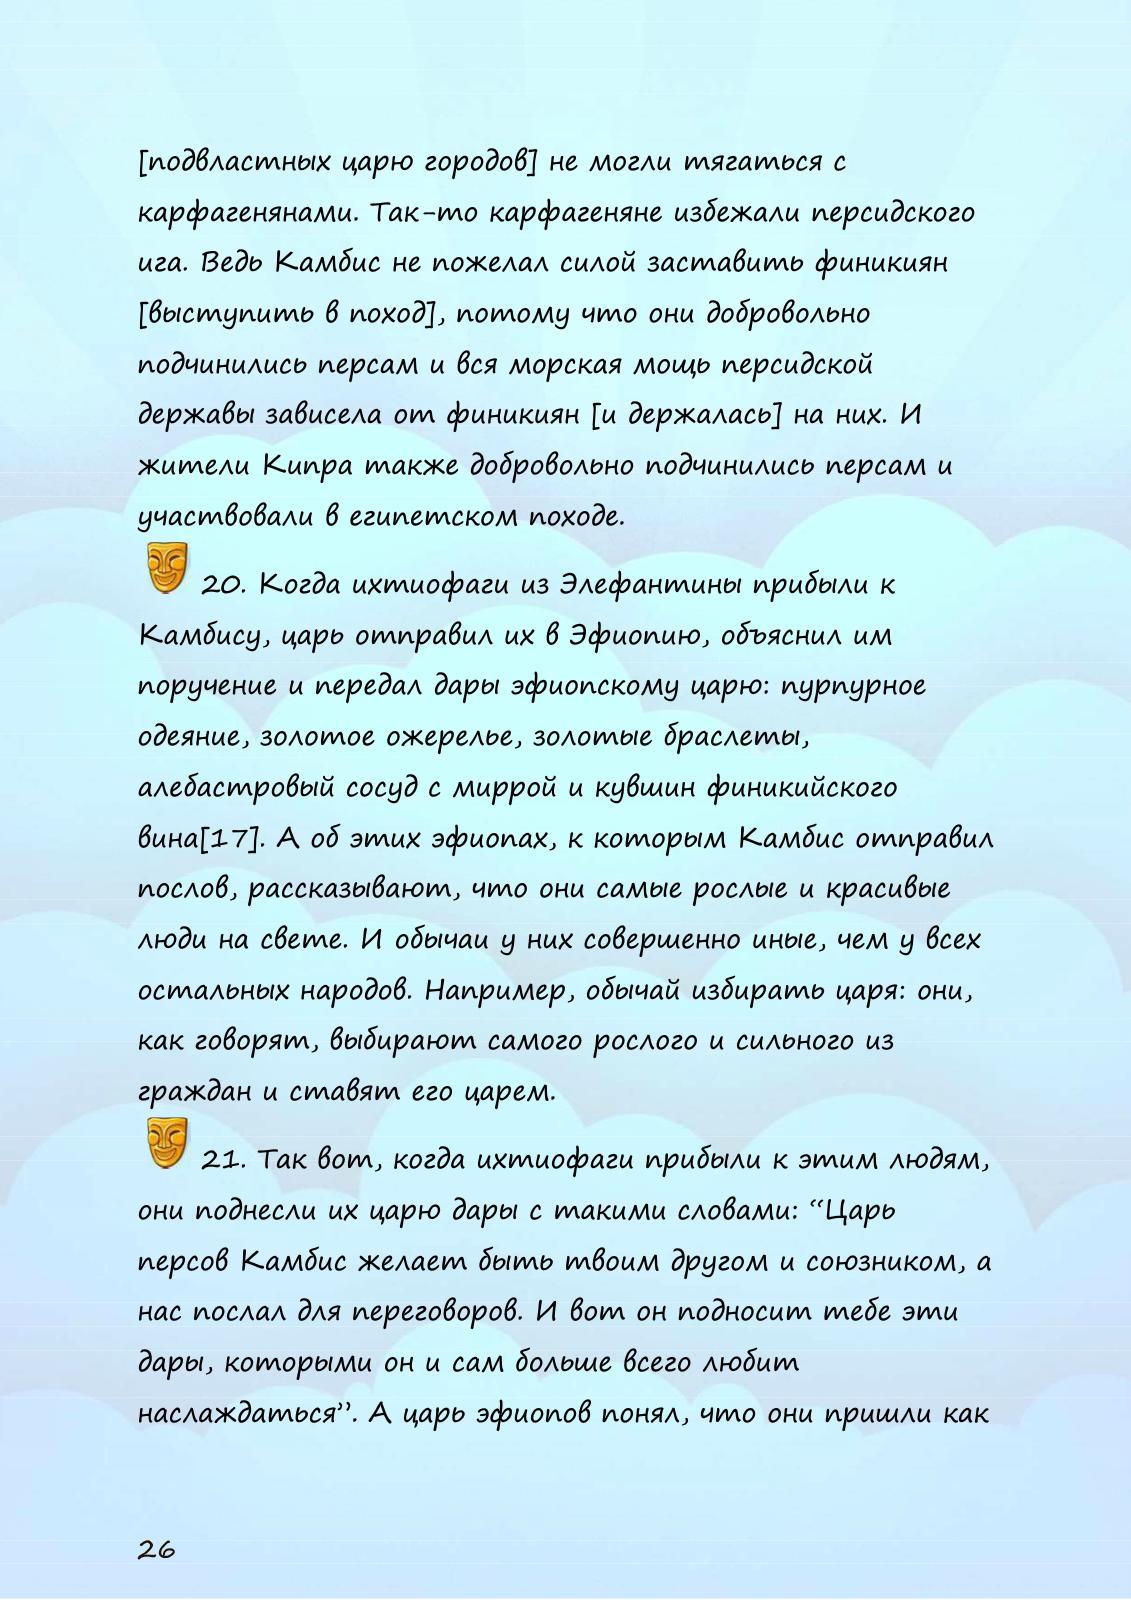 [подвластных царю городов] не могли тягаться с
карфагенянами. Так-то карфагеняне избежали персидского
ига. Ведь Камбис не пожелал силой заставить финикиян
[выступить в поход], потому что они добровольно
подчинились персам и вся морская мощь персидской
державы зависела от финикиян [и держалась] на них. И
жители Кипра также добровольно подчинились персам и
участвовали в египетском походе.
20. Когда ихтиофаги из Элефантины прибыли к
Камбису, царь отправил их в Эфиопию, объяснил им
поручение и передал дары эфиопскому царю: пурпурное
одеяние, золотое ожерелье, золотые браслеты,
алебастровый сосуд с миррой и кувшин финикийского
вина[17]. А об этих эфиопах, к которым Камбис отправил
послов, рассказывают, что они самые рослые и красивые
люди на свете. И обычаи у них совершенно иные, чем у всех
остальных народов. Например, обычай избирать царя: они,
как говорят, выбирают самого рослого и сильного из
граждан и ставят его царем.
21. Так вот, когда ихтиофаги прибыли к этим людям,
они поднесли их царю дары с такими словами: “Царь
персов Камбис желает быть твоим другом и союзником, а
нас послал для переговоров. И вот он подносит тебе эти
дары, которыми он и сам больше всего любит
наслаждаться”. А царь эфиопов понял, что они пришли как
26